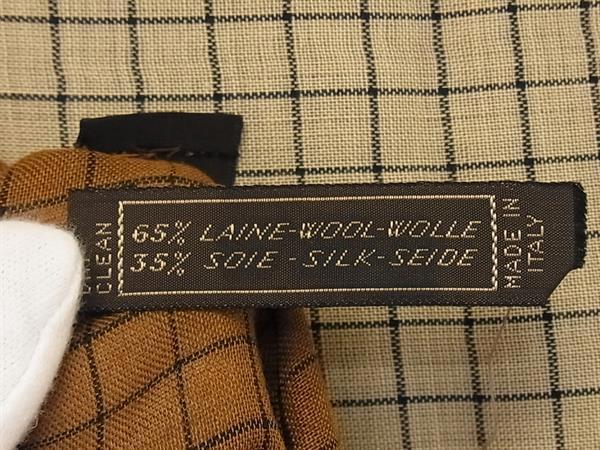 65% LAINE-WOOL-WOLLE
35% SOIE - SILK - SEIDE
MADE IN
ITALY
CLEAN